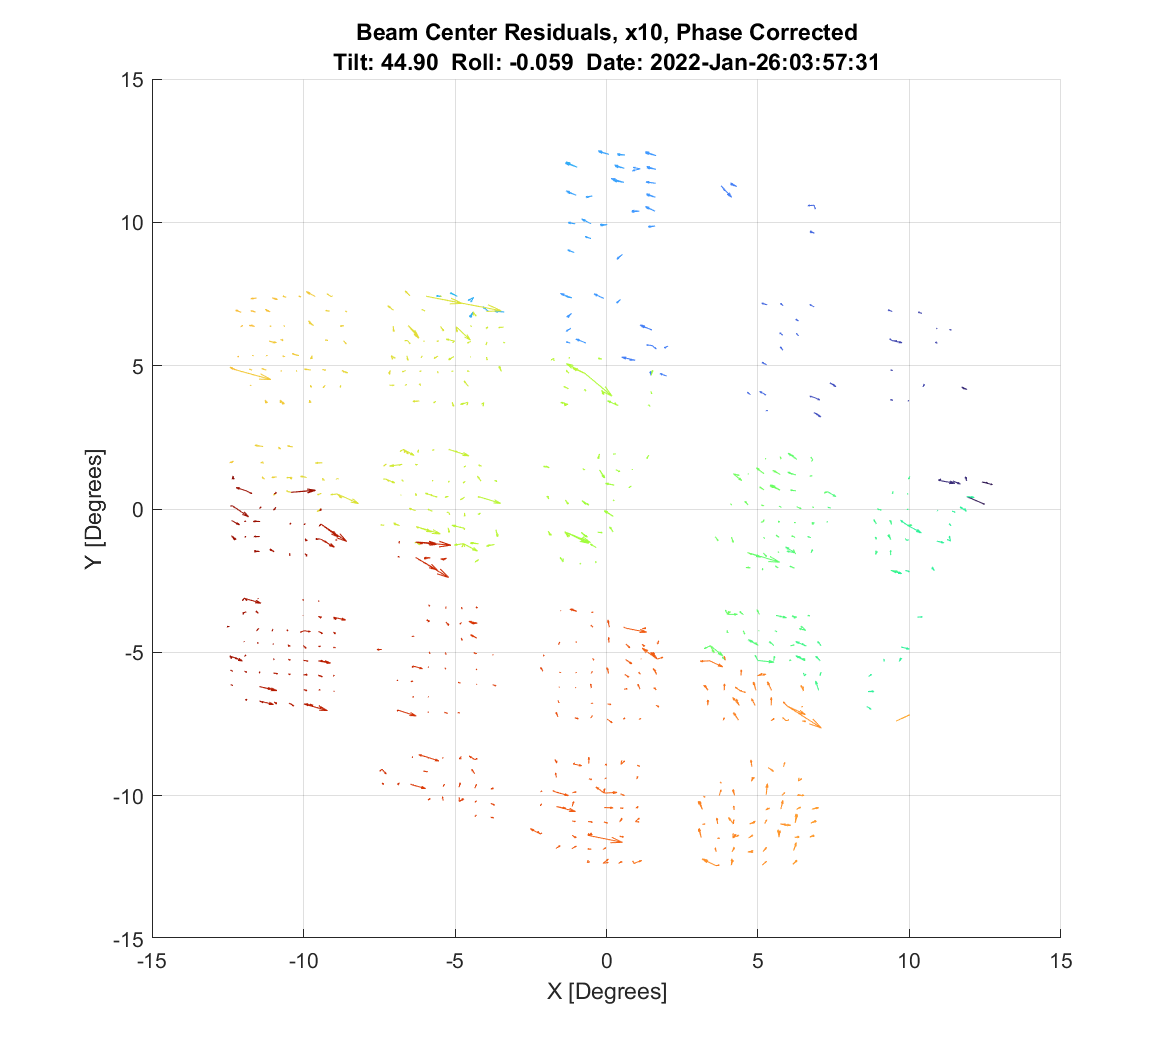 Beam Center Residuals, x10, Phase Corrected
Tilt: 44.90 Roll: -0.059 Date: 2022-Jan-26:03:57:31
15
10
5
0
-5
-10
-15
Y [Degrees]
-15 -10 -5 0 5 10 15
X [Degrees]